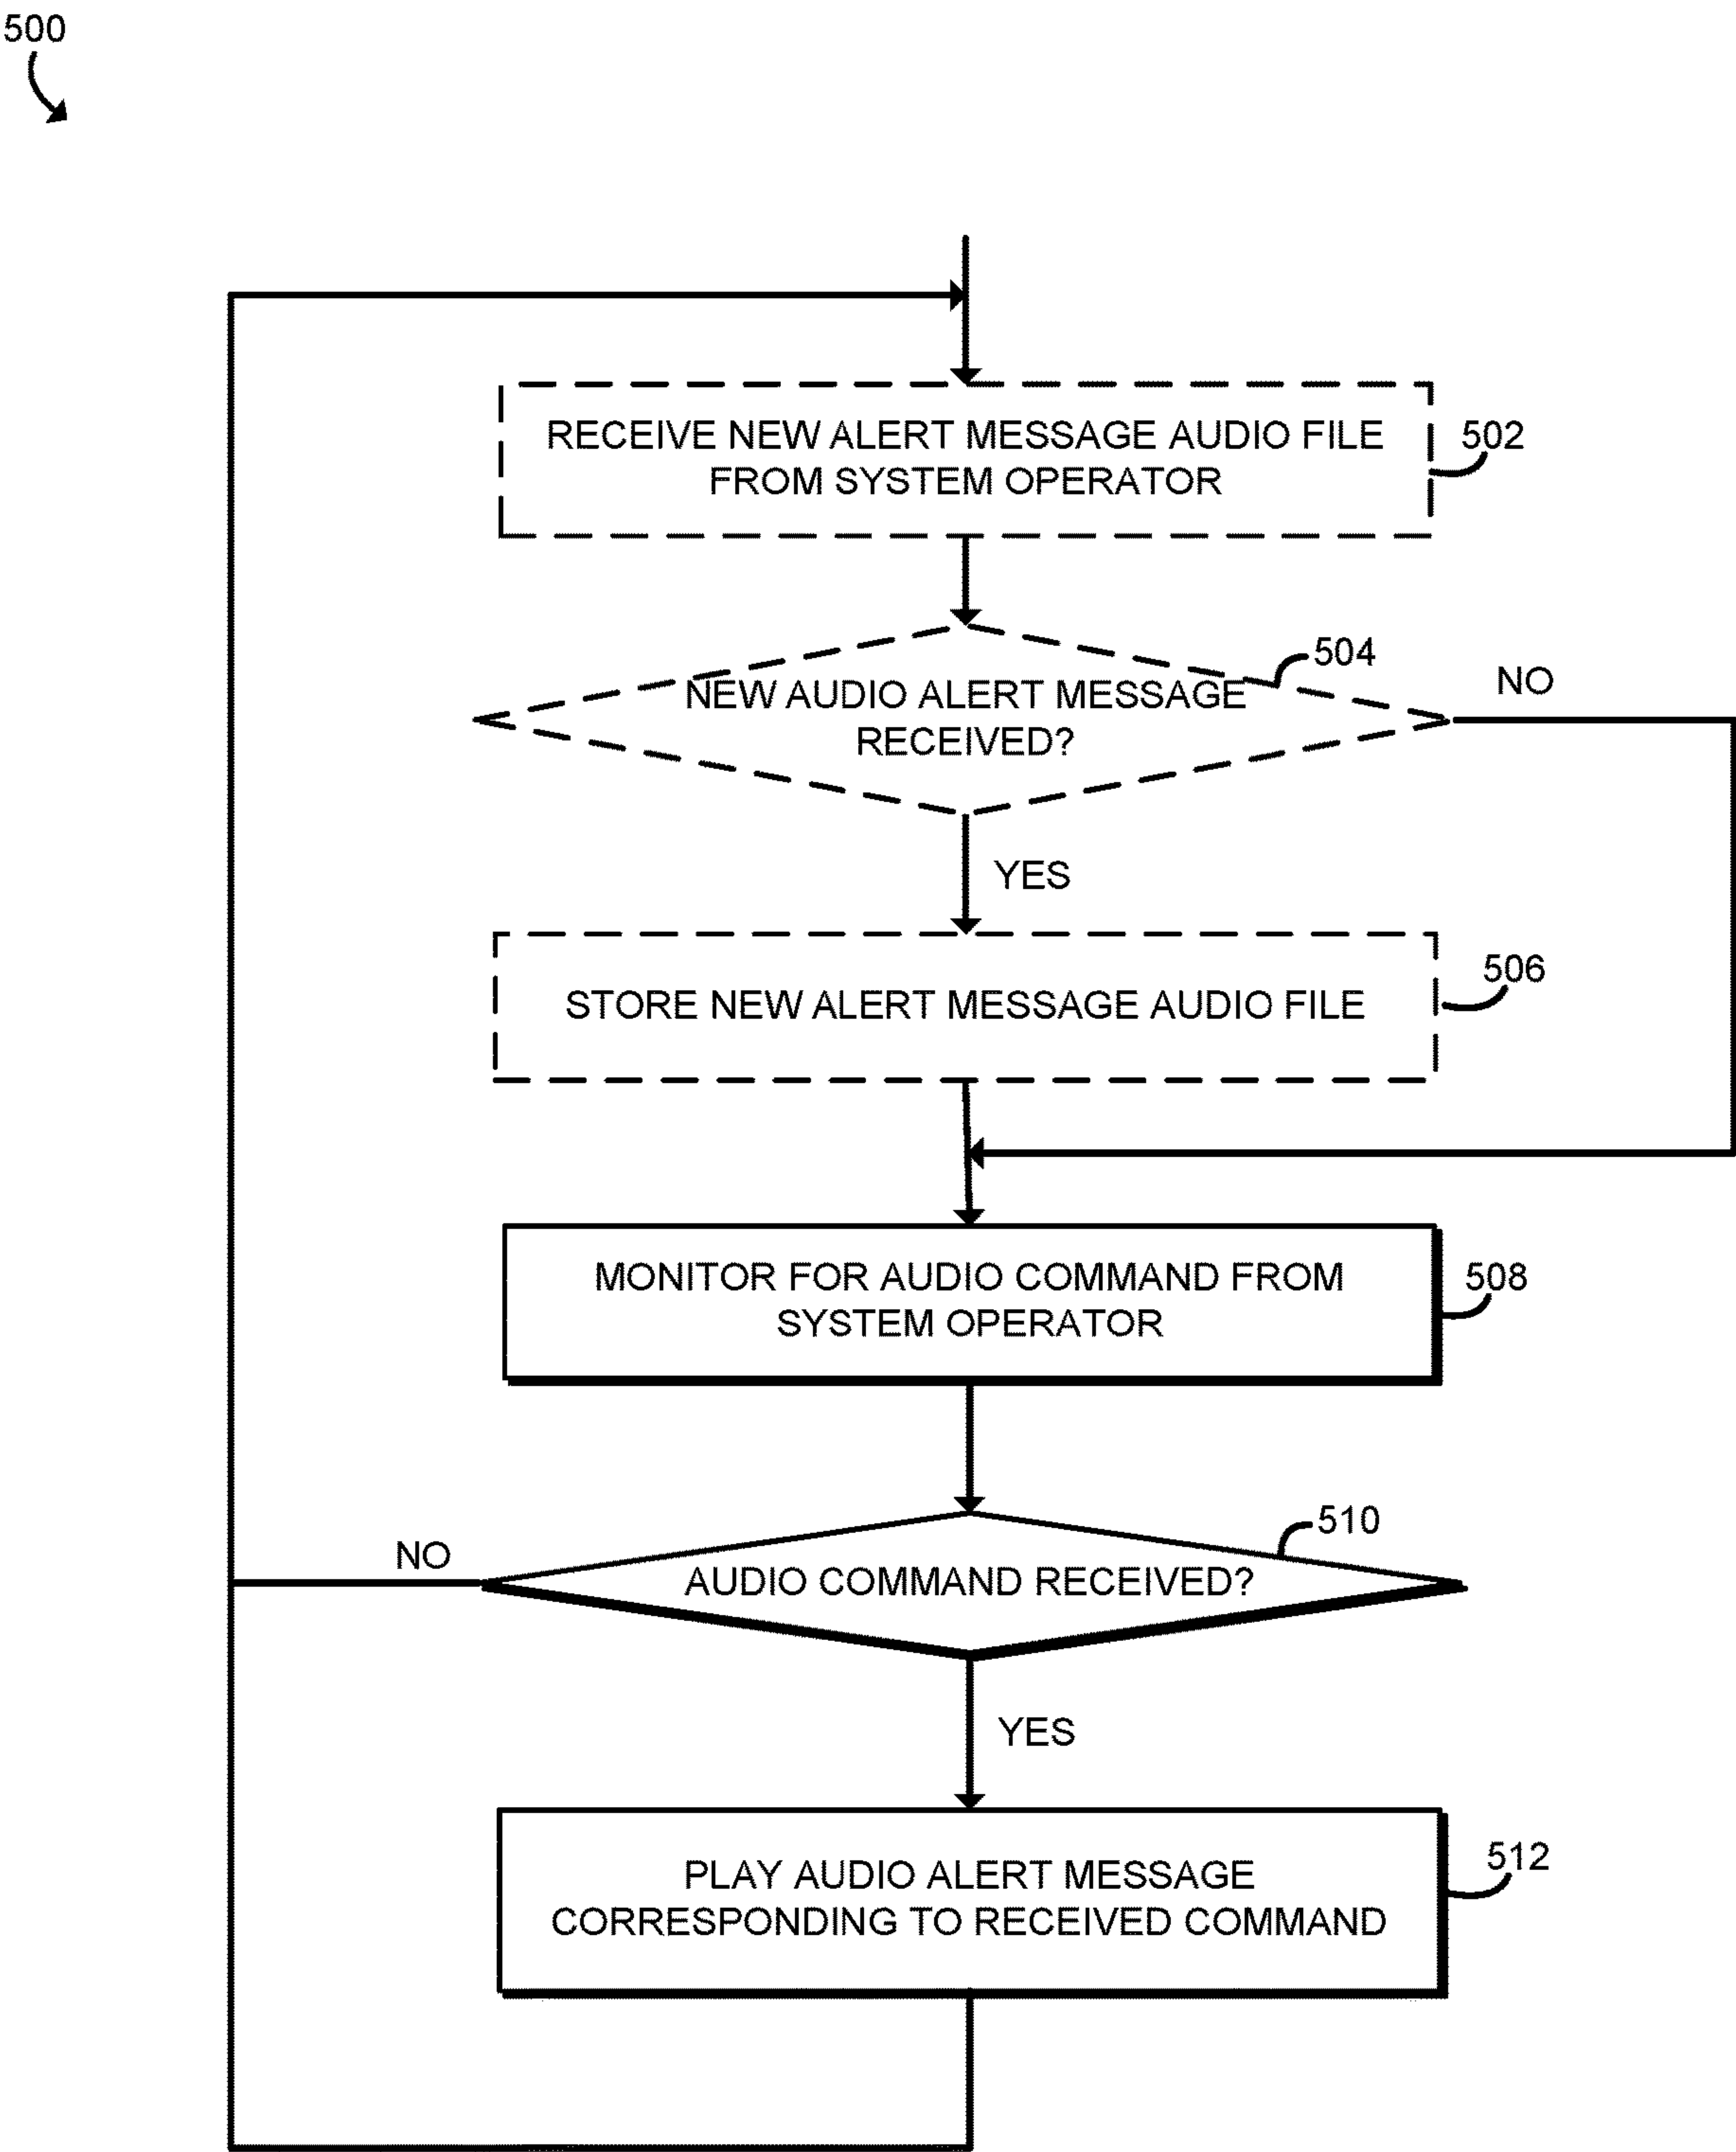 500
RECEIVE NEW ALERT MESSAGE AUDIO FILE
FROM SYSTEM OPERATOR
502
504
NEW AUDIO ALERT MESSAGE
RECEIVED?
NO
YES
STORE NEW ALERT MESSAGE AUDIO FILE
506
MONITOR FOR AUDIO COMMAND FROM
SYSTEM OPERATOR
508
510
NO
AUDIO COMMAND RECEIVED?
YES
PLAY AUDIO ALERT MESSAGE
CORRESPONDING TO RECEIVED COMMAND
512